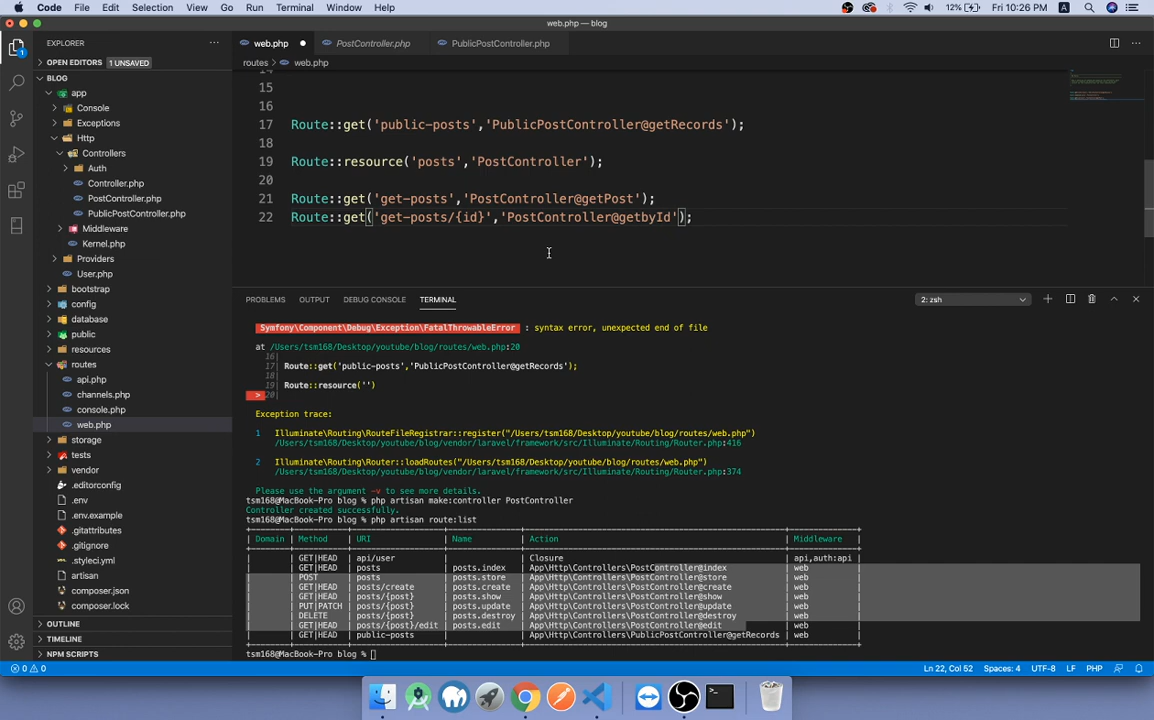 Code File Edit Selection View Go Run Terminal Window Help 12% Fri 10:26 PM A
web.php — blog
EXPLORER ...
web.php PostController.php PublicPostController.php
OPEN EDITORS 1 UNSAVED
routes > web.php
BLOG
app
Console
Exceptions
Http
Controllers
Auth
Controller.php
PostController.php
PublicPostController.php
Middleware
Kernel.php
Providers
User.php
bootstrap
config
database
public
resources
routes
api.php
channels.php
console.php
web.php
storage
tests
vendor
.editorconfig
.env
.env.example
.gitattributes
.gitignore
.styleci.yml
artisan
composer.json
composer.lock
OUTLINE
TIMELINE
NPM SCRIPTS
14
15
16
17 Route::get('public-posts','PublicPostController@getRecords');
18
19 Route::resource('posts','PostController');
20
21 Route::get('get-posts','PostController@getPost');
22 Route::get('get-posts/{id}','PostController@getbyId');
PROBLEMS OUTPUT DEBUG CONSOLE TERMINAL 2: zsh
Symfony\Component\Debug\Exception\FatalThrowableError : syntax error, unexpected end of file
at /Users/tsm168/Desktop/youtube/blog/routes/web.php:20
16|
17| Route::get('public-posts','PublicPostController@getRecords');
18|
19| Route::resource('')
> 20|
Exception trace:
1 Illuminate\Routing\RouteFileRegistrar::register("/Users/tsm168/Desktop/youtube/blog/routes/web.php")
/Users/tsm168/Desktop/youtube/blog/vendor/laravel/framework/src/Illuminate/Routing/Router.php:416
2 Illuminate\Routing\Router::loadRoutes("/Users/tsm168/Desktop/youtube/blog/routes/web.php")
/Users/tsm168/Desktop/youtube/blog/vendor/laravel/framework/src/Illuminate/Routing/Router.php:374
Please use the argument -v to see more details.
tsm168@MacBook-Pro blog % php artisan make:controller PostController
Controller created successfully.
tsm168@MacBook-Pro blog % php artisan route:list
| Domain | Method | URI | Name | Action | Middleware |
| | GET|HEAD | api/user | | Closure | api,auth:api |
| | GET|HEAD | posts | posts.index | App\Http\Controllers\PostController@index | web |
| | POST | posts | posts.store | App\Http\Controllers\PostController@store | web |
| | GET|HEAD | posts/create | posts.create | App\Http\Controllers\PostController@create | web |
| | GET|HEAD | posts/{post} | posts.show | App\Http\Controllers\PostController@show | web |
| | PUT|PATCH | posts/{post} | posts.update | App\Http\Controllers\PostController@update | web |
| | DELETE | posts/{post} | posts.destroy | App\Http\Controllers\PostController@destroy | web |
| | GET|HEAD | posts/{post}/edit | posts.edit | App\Http\Controllers\PostController@edit | web |
| | GET|HEAD | public-posts | | App\Http\Controllers\PublicPostController@getRecords | web |
tsm168@MacBook-Pro blog %
0 0 Ln 22, Col 52 Spaces: 4 UTF-8 LF PHP